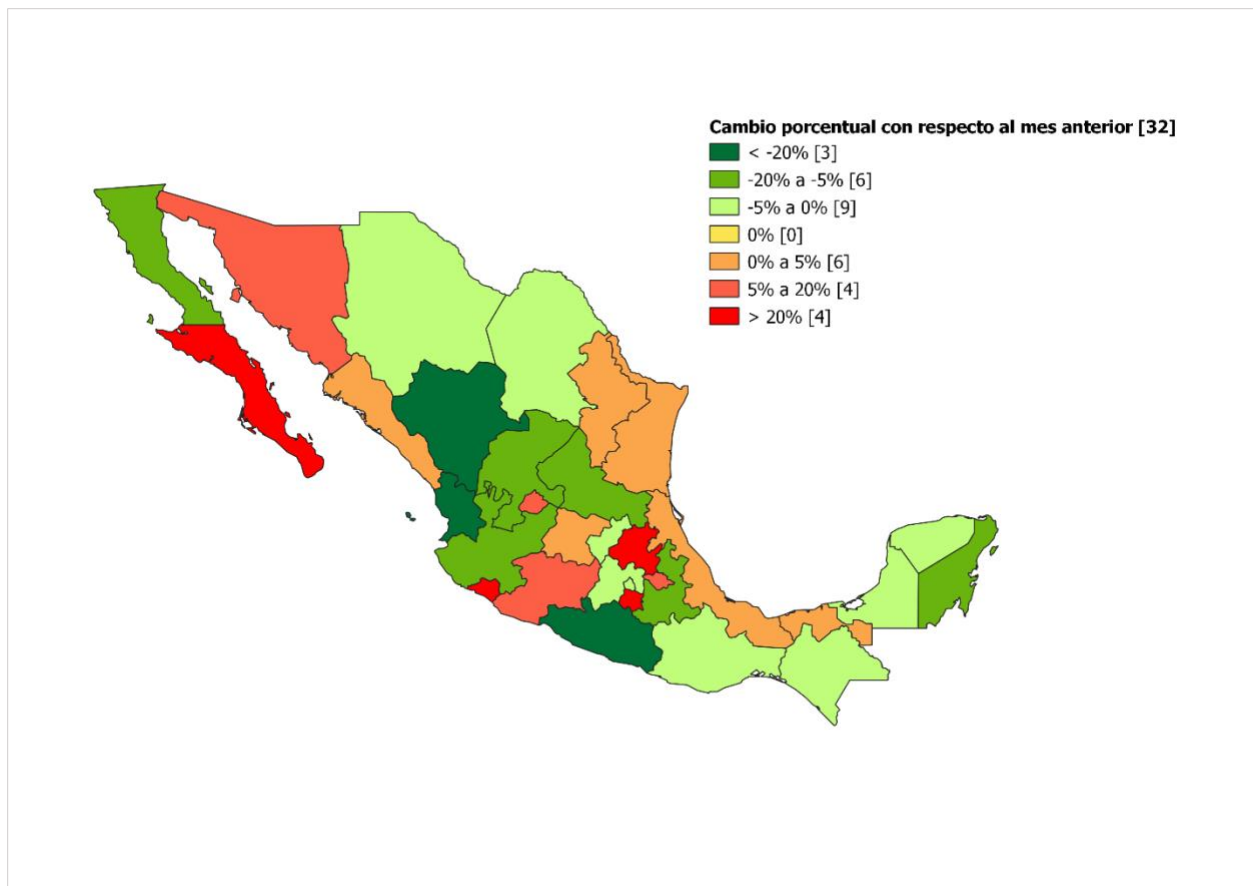 Cambio porcentual con respecto al mes anterior [32]
< -20% [3]
-20% a -5% [6]
-5% a 0% [9]
0% [0]
0% a 5% [6]
5% a 20% [4]
> 20% [4]